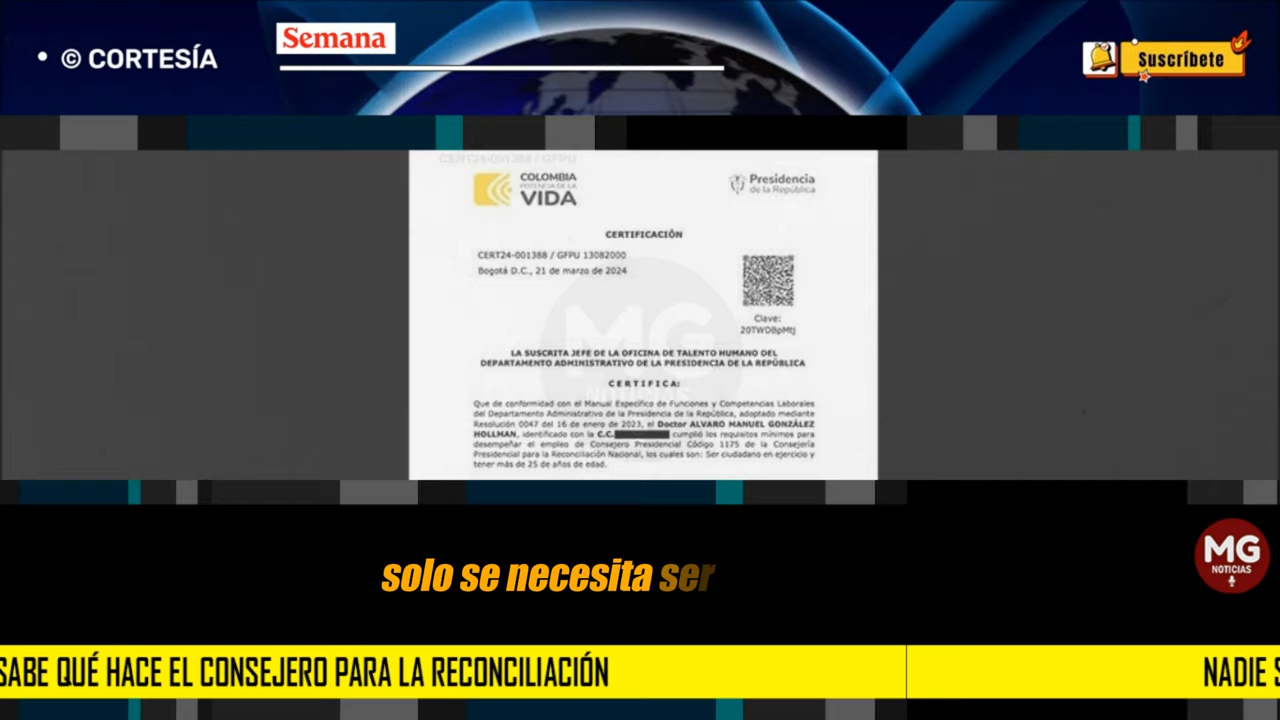 • © CORTESÍA
Semana
Suscríbete
CERT24-001388 / GFPU
COLOMBIA
POTENCIA DE LA
VIDA
Presidencia
de la República
CERTIFICACIÓN
CERT24-001388 / GFPU 13082000
Bogotá D.C., 21 de marzo de 2024
Clave:
20TWDBpMtj
LA SUSCRITA JEFE DE LA OFICINA DE TALENTO HUMANO DEL
DEPARTAMENTO ADMINISTRATIVO DE LA PRESIDENCIA DE LA REPÚBLICA
CERTIFICA:
Que de conformidad con el Manual Específico de Funciones y Competencias Laborales
del Departamento Administrativo de la Presidencia de la República, adoptado mediante
Resolución 0047 del 16 de enero de 2023, el Doctor ALVARO MANUEL GONZÁLEZ
HOLLMAN, identificado con la C.C. cumplió los requisitos mínimos para
desempeñar el empleo de Consejero Presidencial Código 1175 de la Consejería
Presidencial para la Reconciliación Nacional, los cuales son: Ser ciudadano en ejercicio y
tener más de 25 de años de edad.
MG
NOTICIAS
solo se necesita ser
MG
NOTICIAS
SABE QUÉ HACE EL CONSEJERO PARA LA RECONCILIACIÓN
NADIE S